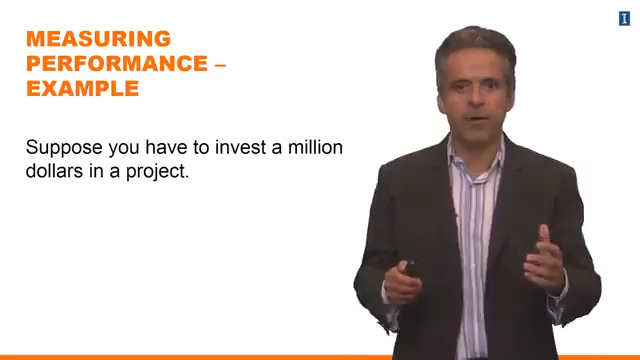 MEASURING
PERFORMANCE –
EXAMPLE
Suppose you have to invest a million
dollars in a project.
I